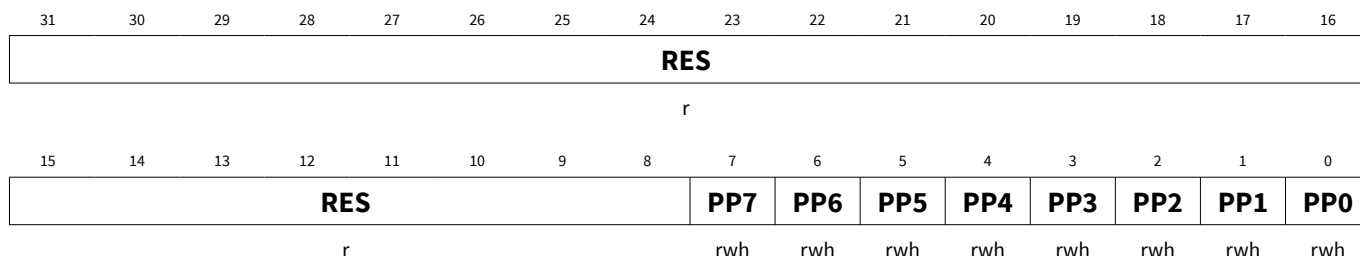 31 30 29 28 27 26 25 24 23 22 21 20 19 18 17 16
RES
r
15 14 13 12 11 10 9 8 7 6 5 4 3 2 1 0
RES PP7 PP6 PP5 PP4 PP3 PP2 PP1 PP0
r rwh rwh rwh rwh rwh rwh rwh rwh